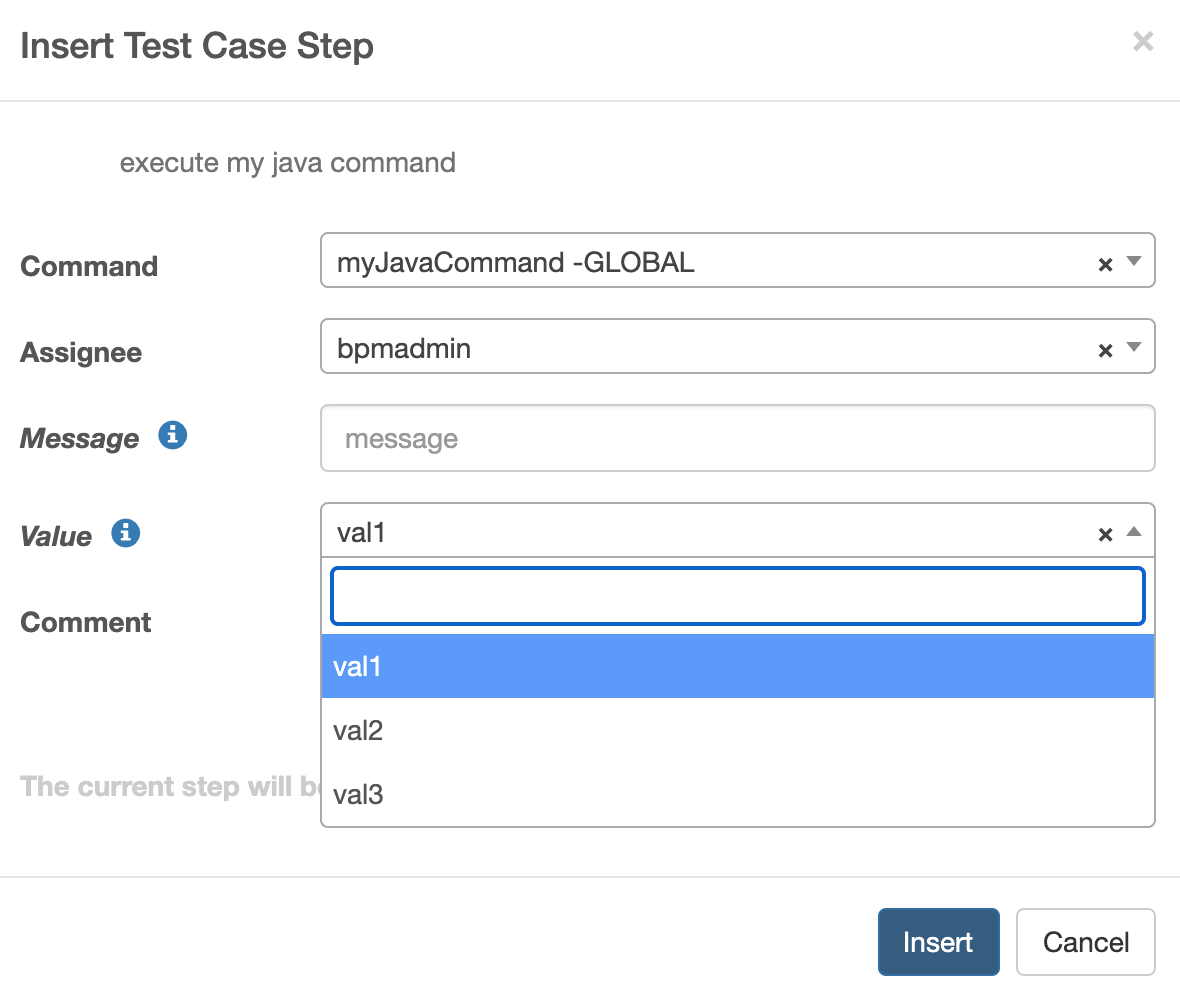 Insert Test Case Step
execute my java command
Command
myJavaCommand -GLOBAL
Assignee
bpmadmin
Message
message
Value
val1
Comment
val1
val2
The current step will
val3
Insert
Cancel